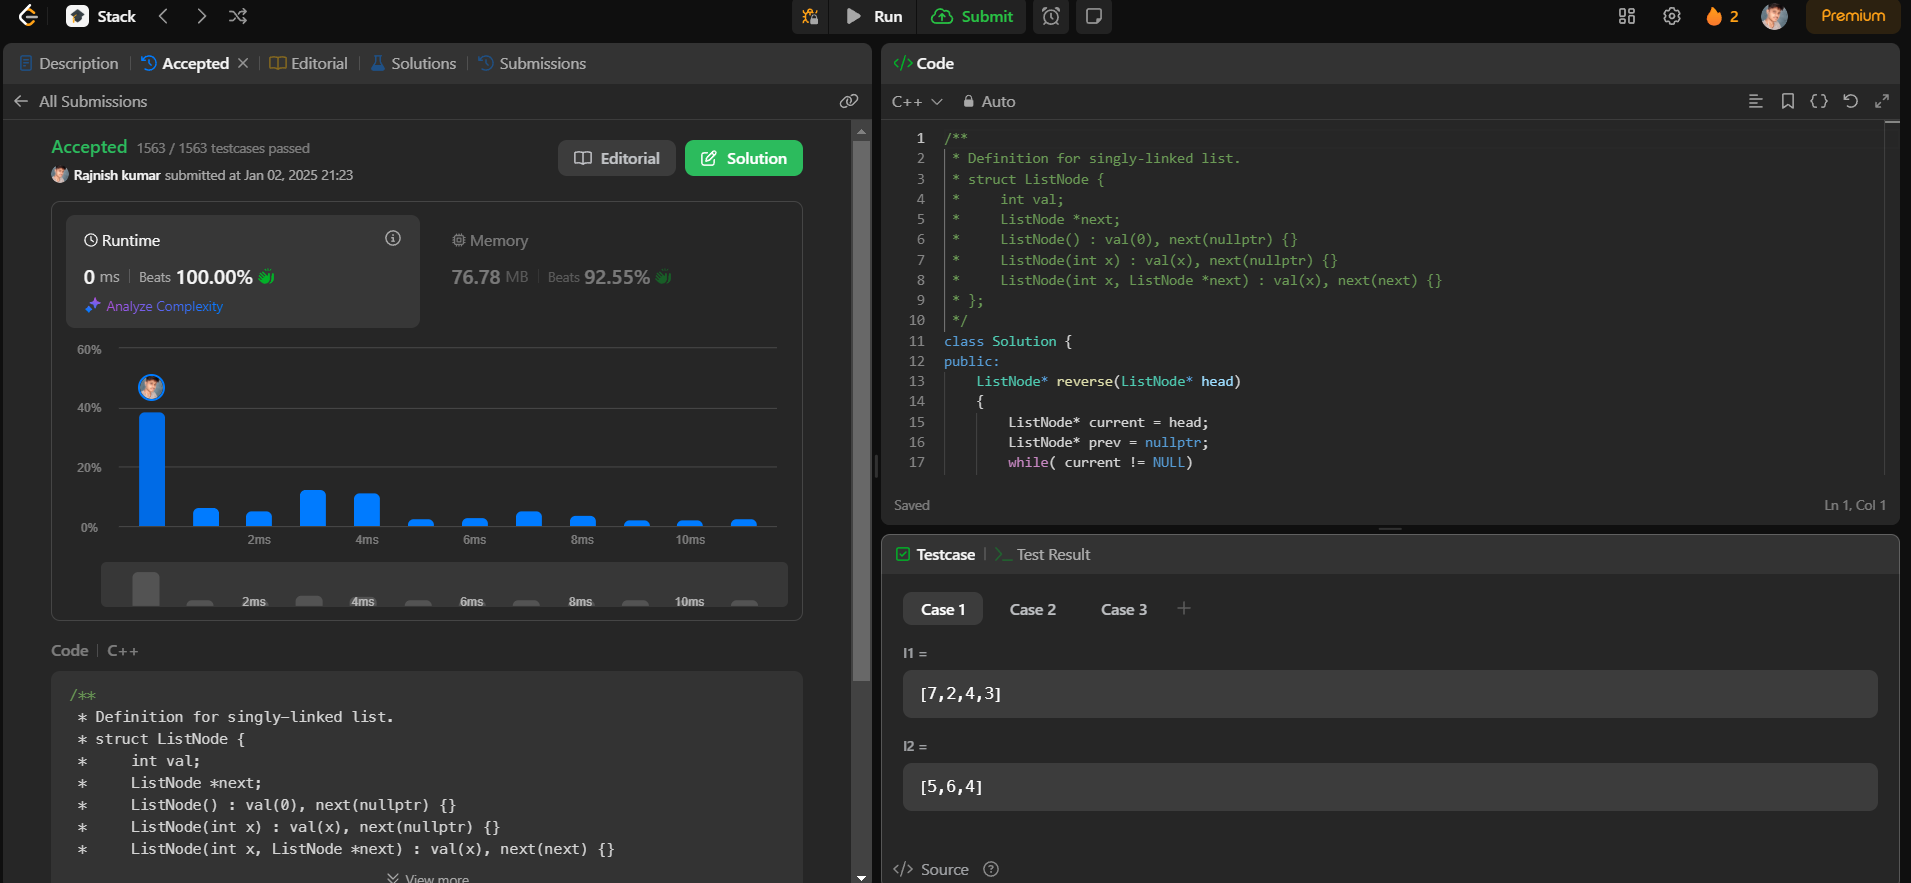 Stack
Run
Submit
2
Premium
Description
Accepted
Editorial
Solutions
Submissions
All Submissions
Accepted 1563 / 1563 testcases passed
Rajnish kumar submitted at Jan 02, 2025 21:23
Editorial
Solution
Runtime
0 ms Beats 100.00%
Analyze Complexity
Memory
76.78 MB Beats 92.55%
60%
40%
20%
0%
2ms 4ms 6ms 8ms 10ms
2ms 4ms 6ms 8ms 10ms
Code C++
/**
 * Definition for singly-linked list.
 * struct ListNode {
 *     int val;
 *     ListNode *next;
 *     ListNode() : val(0), next(nullptr) {}
 *     ListNode(int x) : val(x), next(nullptr) {}
 *     ListNode(int x, ListNode *next) : val(x), next(next) {}
View more
</> Code
C++ Auto
1 /**
2  * Definition for singly-linked list.
3  * struct ListNode {
4  *     int val;
5  *     ListNode *next;
6  *     ListNode() : val(0), next(nullptr) {}
7  *     ListNode(int x) : val(x), next(nullptr) {}
8  *     ListNode(int x, ListNode *next) : val(x), next(next) {}
9  * };
10  */
11 class Solution {
12 public:
13     ListNode* reverse(ListNode* head)
14     {
15         ListNode* current = head;
16         ListNode* prev = nullptr;
17         while( current != NULL)
Saved
Ln 1, Col 1
Testcase
>_ Test Result
Case 1 Case 2 Case 3 +
l1 =
[7,2,4,3]
l2 =
[5,6,4]
</> Source ?